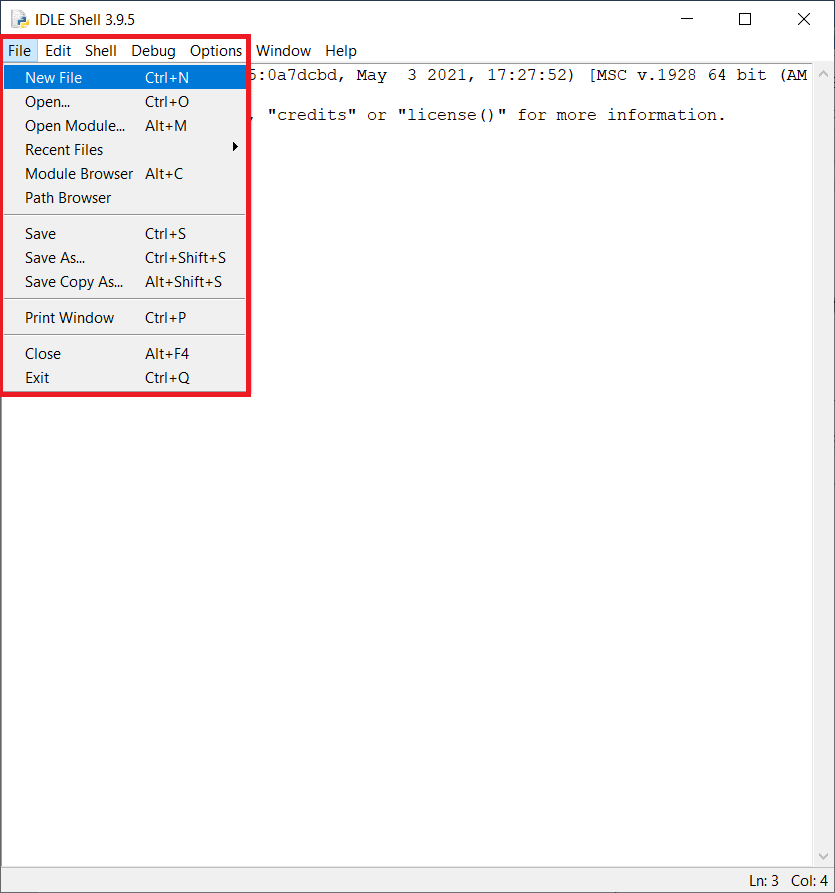 IDLE Shell 3.9.5
File Edit Shell Debug Options Window Help
New File Ctrl+N
Open... Ctrl+O
Open Module... Alt+M
Recent Files
Module Browser Alt+C
Path Browser
Save Ctrl+S
Save As... Ctrl+Shift+S
Save Copy As... Alt+Shift+S
Print Window Ctrl+P
Close Alt+F4
Exit Ctrl+Q
:0a7dcbd, May 3 2021, 17:27:52) [MSC v.1928 64 bit (AM
, "credits" or "license()" for more information.
Ln: 3 Col: 4